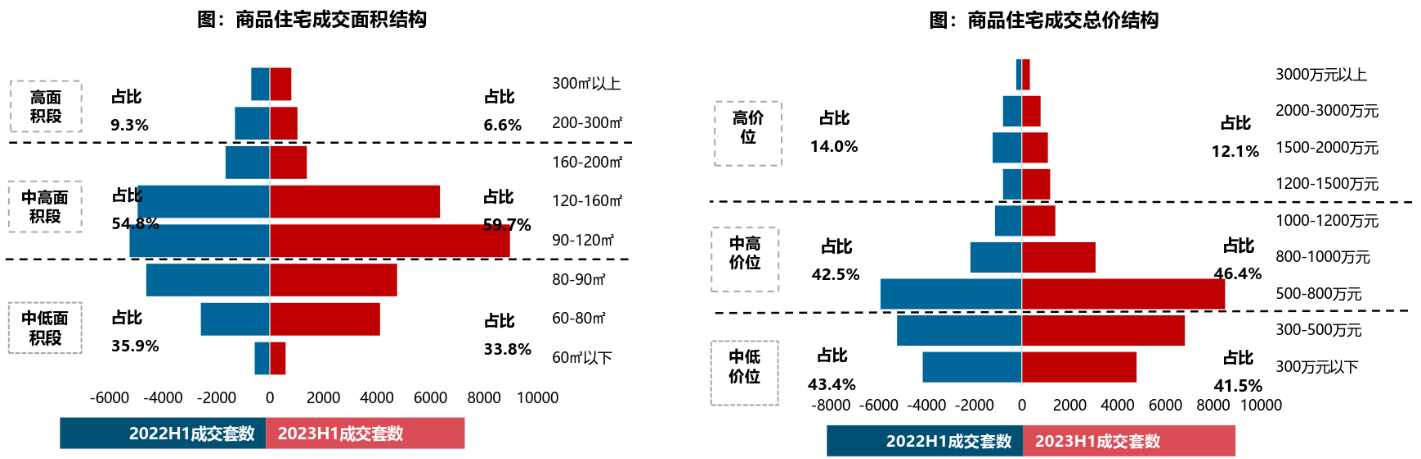 图：商品住宅成交面积结构
高面
积段
占比
9.3%
占比
6.6%
300㎡以上
200-300㎡
160-200㎡
中高面
积段
占比
54.8%
占比
59.7%
120-160㎡
90-120㎡
80-90㎡
中低面
积段
占比
35.9%
占比
33.8%
60-80㎡
60㎡以下
-6000 -4000 -2000 0 2000 4000 6000 8000 10000
2022H1成交套数 2023H1成交套数
图：商品住宅成交总价结构
高价
位
占比
14.0%
占比
12.1%
3000万元以上
2000-3000万元
1500-2000万元
1200-1500万元
1000-1200万元
中高
价位
占比
42.5%
占比
46.4%
800-1000万元
500-800万元
300-500万元
中低
价位
占比
43.4%
占比
41.5%
300万元以下
-8000 -6000 -4000 -2000 0 2000 4000 6000 8000 10000
2022H1成交套数 2023H1成交套数